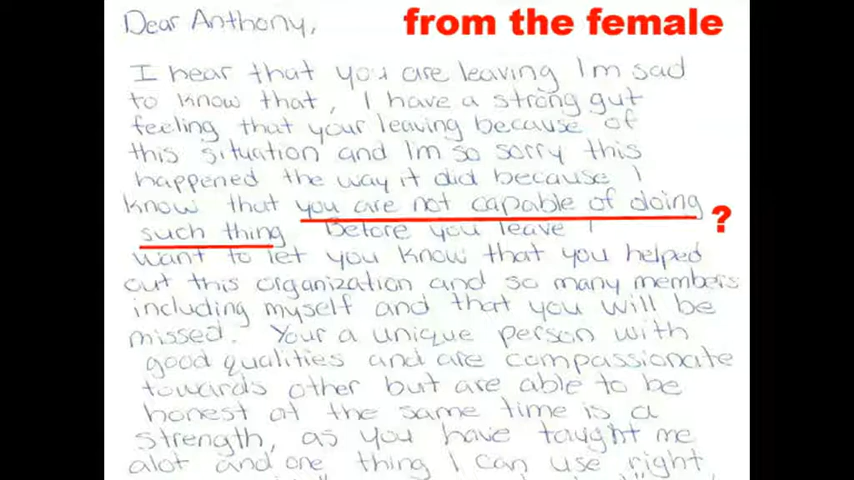 Dear Anthony,
from the female
I hear that you are leaving I'm sad
to know that, I have a strong gut
feeling that your leaving because of
this situation and I'm so sorry this
happened the way it did because I
know that you are not capable of doing
?
such thing Before you leave I
want to let you know that you helped
out this organization and so many members
including myself and that you will be
missed. Your a unique person with
good qualities and are compassionate
towards other but are able to be
honest at the same time is a
strength, as you have taught me
alot and one thing I can use right